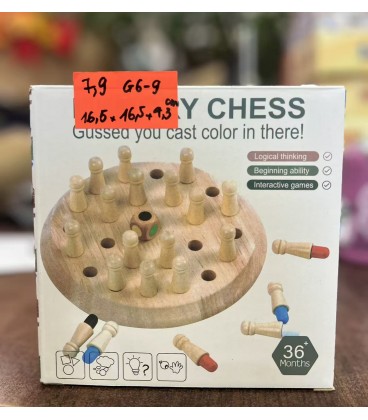 7,9 G6-9
16,5 * 16,5 * 9,3 cm
RY CHESS
Gussed you cast color in there!
Logical thinking
Beginning ability
Interactive games
?
36+
Months